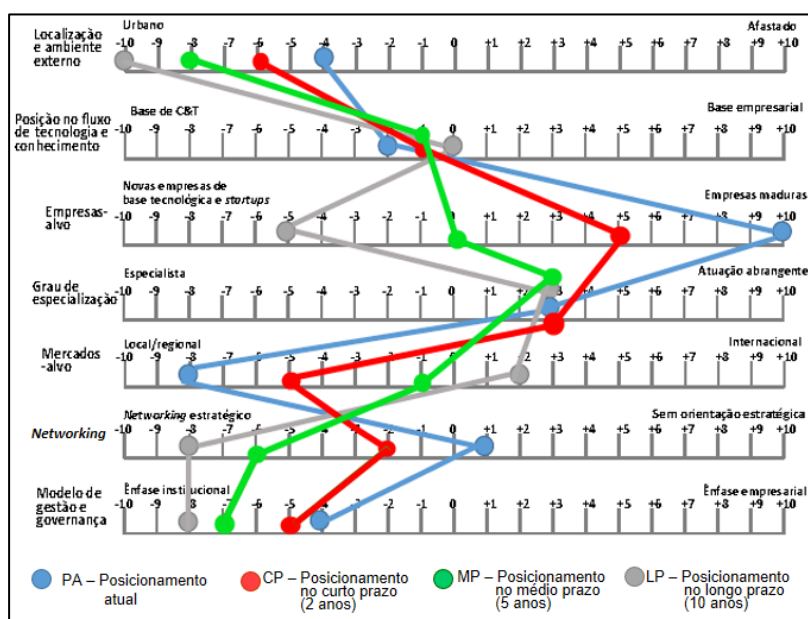 Localização e ambiente externo
Urbano
Afastado
-10 -9 -8 -7 -6 -5 -4 -3 -2 -1 0 +1 +2 +3 +4 +5 +6 +7 +8 +9 +10
Posição no fluxo de tecnologia e conhecimento
Base de C&T
Base empresarial
-10 -9 -8 -7 -6 -5 -4 -3 -2 -1 0 +1 +2 +3 +4 +5 +6 +7 +8 +9 +10
Empresas-alvo
Novas empresas de
base tecnológica e startups
Empresas maduras
-10 -9 -8 -7 -6 -5 -4 -3 -2 -1 0 +1 +2 +3 +4 +5 +6 +7 +8 +9 +10
Grau de especialização
Especialista
Atuação abrangente
-10 -9 -8 -7 -6 -5 -4 -3 -2 -1 0 +1 +2 +3 +4 +5 +6 +7 +8 +9 +10
Mercados -alvo
Local/regional
Internacional
-10 -9 -8 -7 -6 -5 -4 -3 -2 -1 0 +1 +2 +3 +4 +5 +6 +7 +8 +9 +10
Networking
Networking estratégico
Sem orientação estratégica
-10 -9 -8 -7 -6 -5 -4 -3 -2 -1 0 +1 +2 +3 +4 +5 +6 +7 +8 +9 +10
Modelo de gestão e governança
Ênfase institucional
Ênfase empresarial
-10 -9 -8 -7 -6 -5 -4 -3 -2 -1 0 +1 +2 +3 +4 +5 +6 +7 +8 +9 +10
PA – Posicionamento
atual
CP – Posicionamento
no curto prazo
(2 anos)
MP – Posicionamento
no médio prazo
(5 anos)
LP – Posicionamento
no longo prazo
(10 anos)